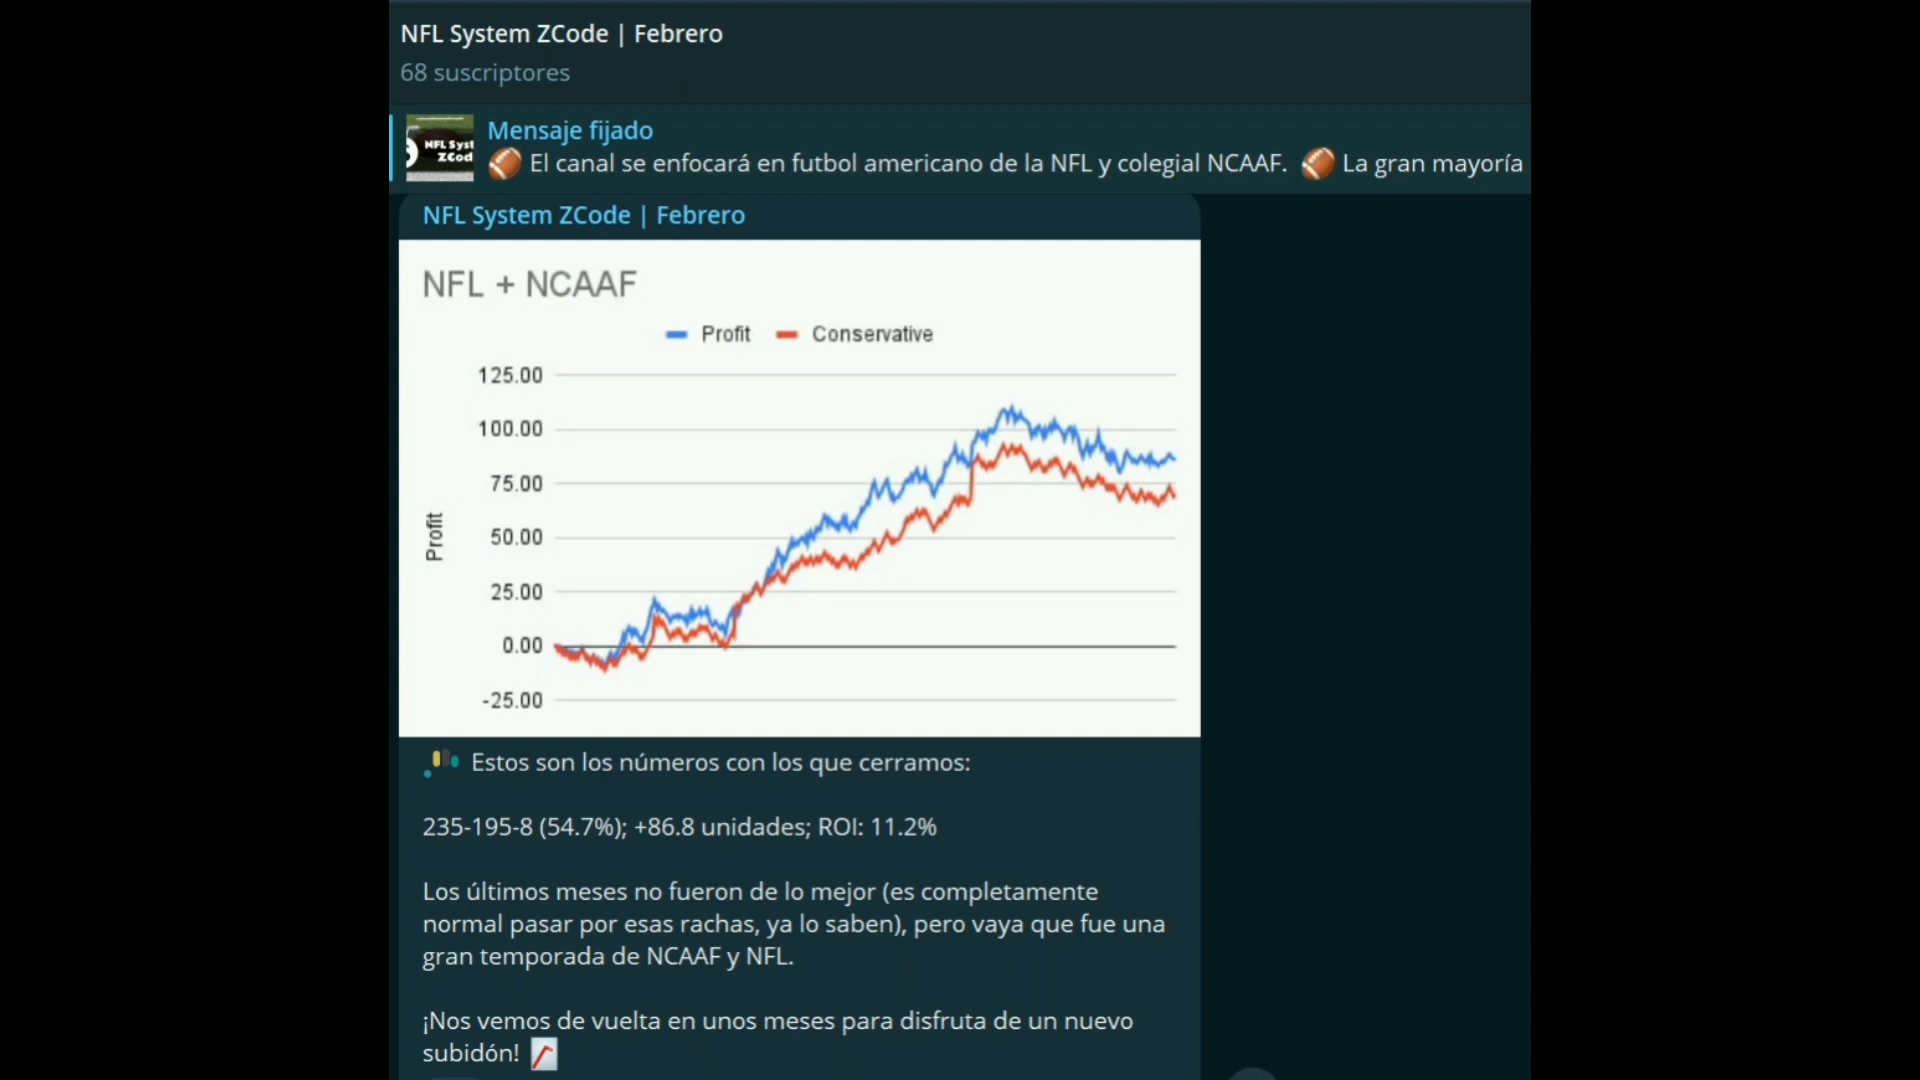 NFL System ZCode | Febrero
68 suscriptores
NFL Syst
ZCod
Mensaje fijado
🏈 El canal se enfocará en futbol americano de la NFL y colegial NCAAF. 🏈 La gran mayoría
NFL System ZCode | Febrero
NFL + NCAAF
Profit
Conservative
125.00
100.00
75.00
50.00
25.00
0.00
-25.00
Profit
Estos son los números con los que cerramos:
235-195-8 (54.7%); +86.8 unidades; ROI: 11.2%
Los últimos meses no fueron de lo mejor (es completamente
normal pasar por esas rachas, ya lo saben), pero vaya que fue una
gran temporada de NCAAF y NFL.
¡Nos vemos de vuelta en unos meses para disfruta de un nuevo
subidón! 📈